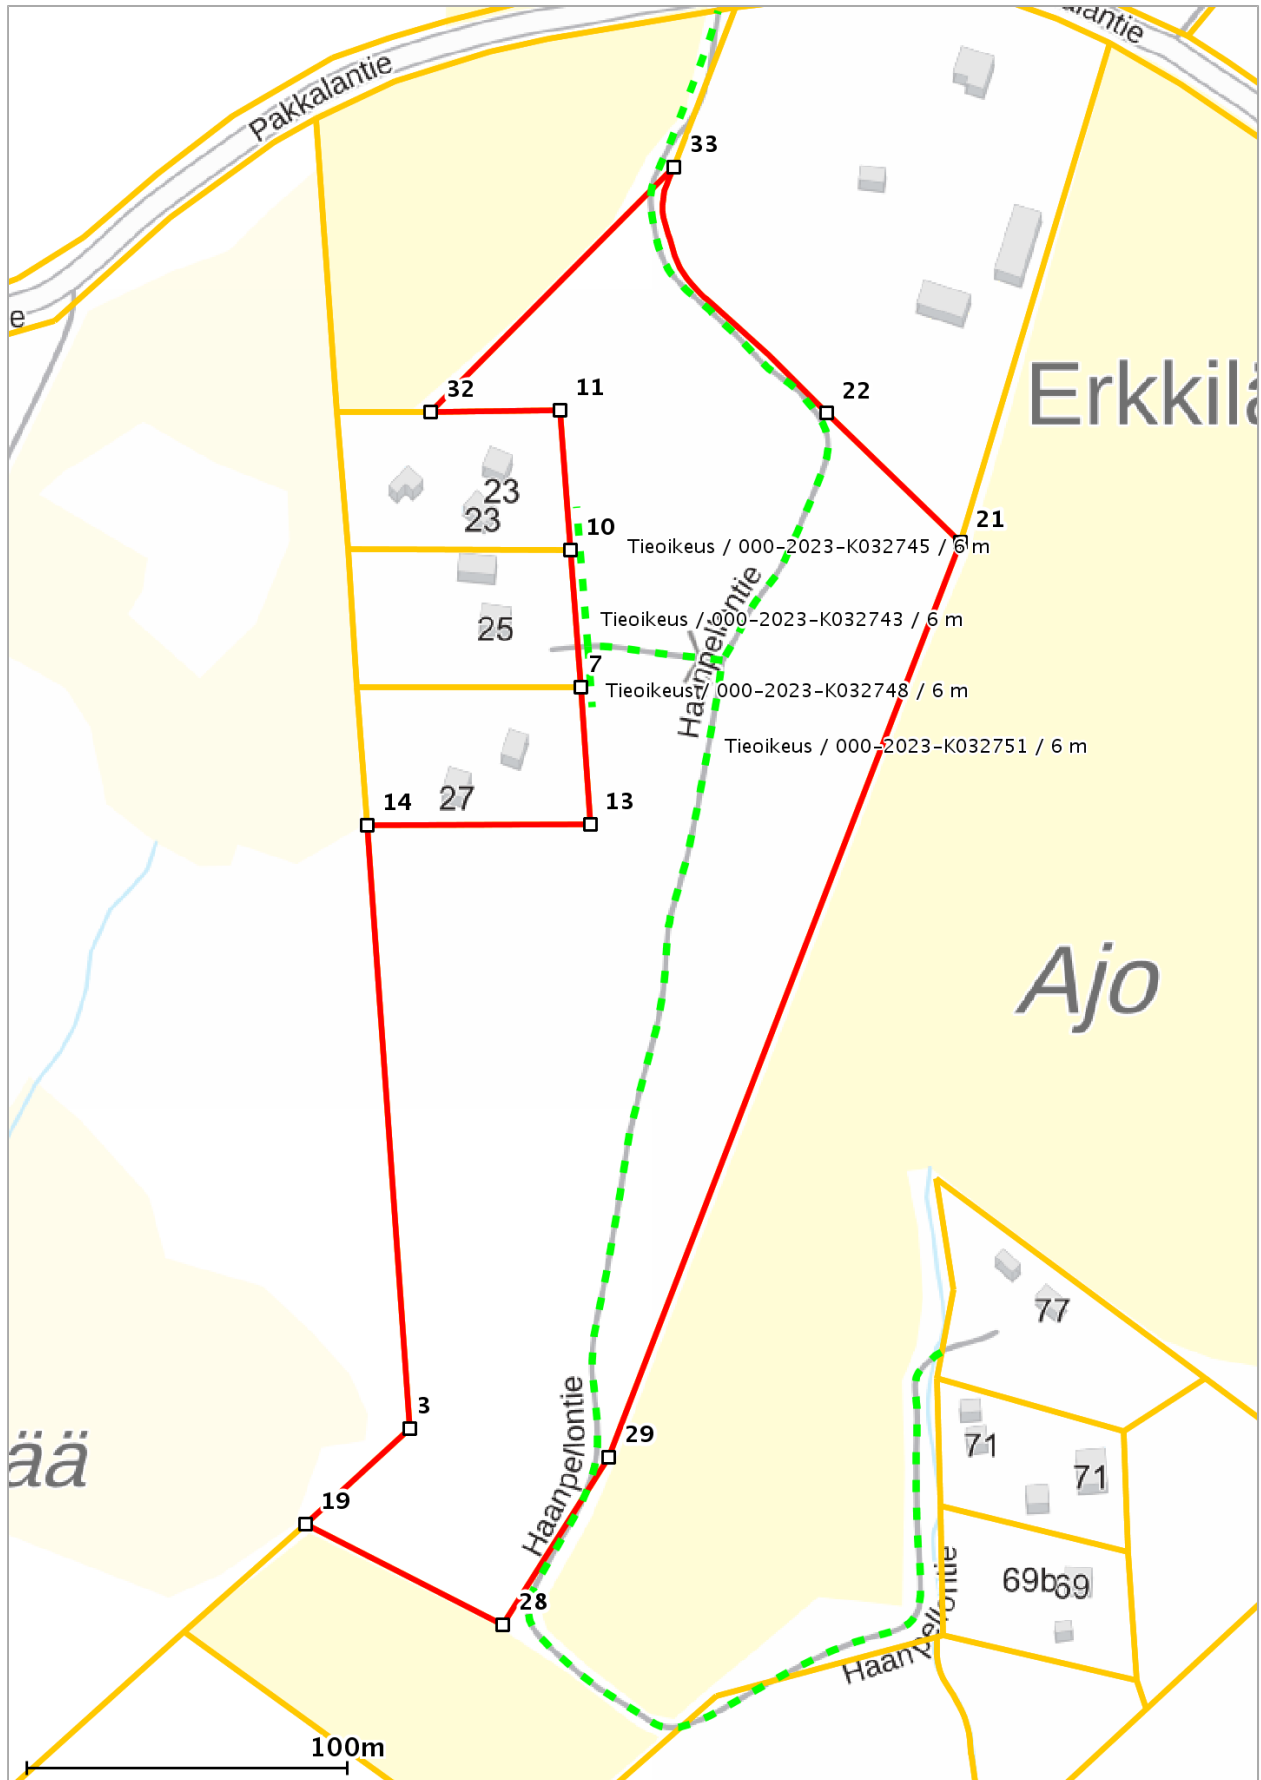 alantie
Pakkalantie
33
e
32
11
22
Erkkilä
23
23
10
21
Tieoikeus / 000-2023-K032745 / 6 m
Haanpellontie
Tieoikeus / 000-2023-K032743 / 6 m
25
7
Tieoikeus / 000-2023-K032748 / 6 m
Tieoikeus / 000-2023-K032751 / 6 m
27
14
13
Ajo
77
3
Haanpellontie
29
71
71
ää
19
69b
69
28
Haanpellontie
100m